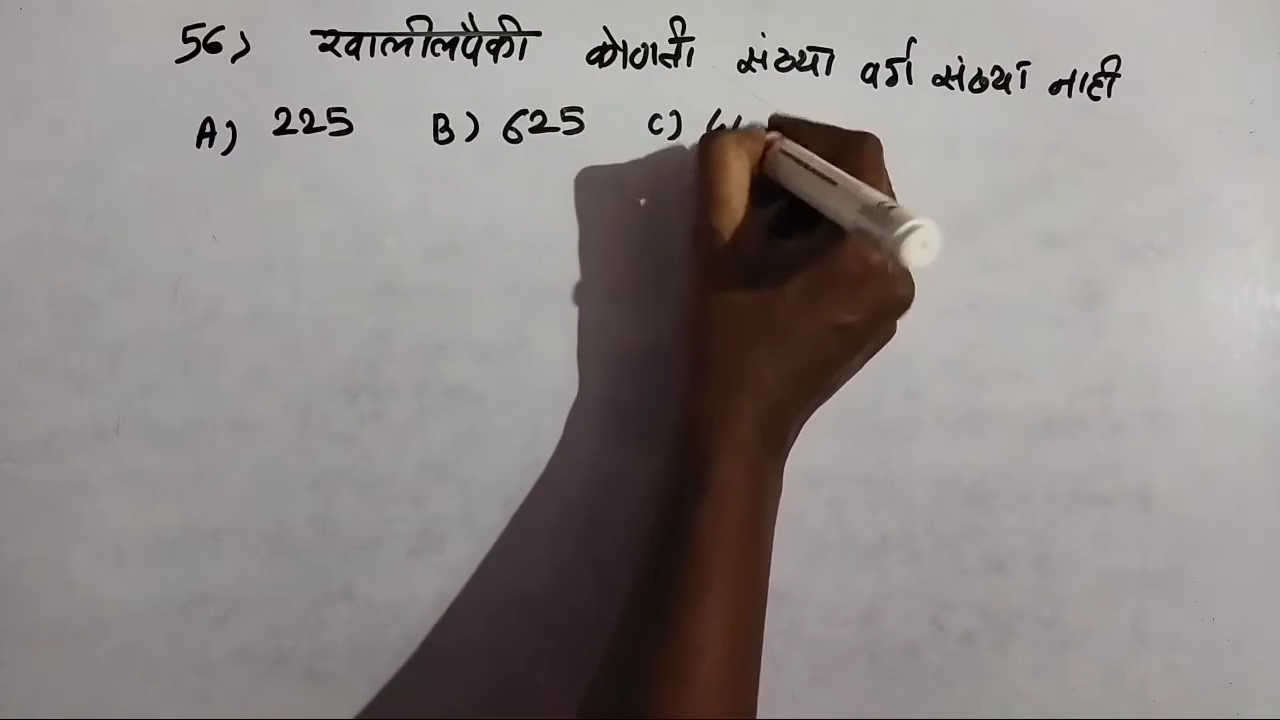 56) खालीलपैकी कोणती संख्या वर्ग संख्या नाही
A) 225 B) 625 C)